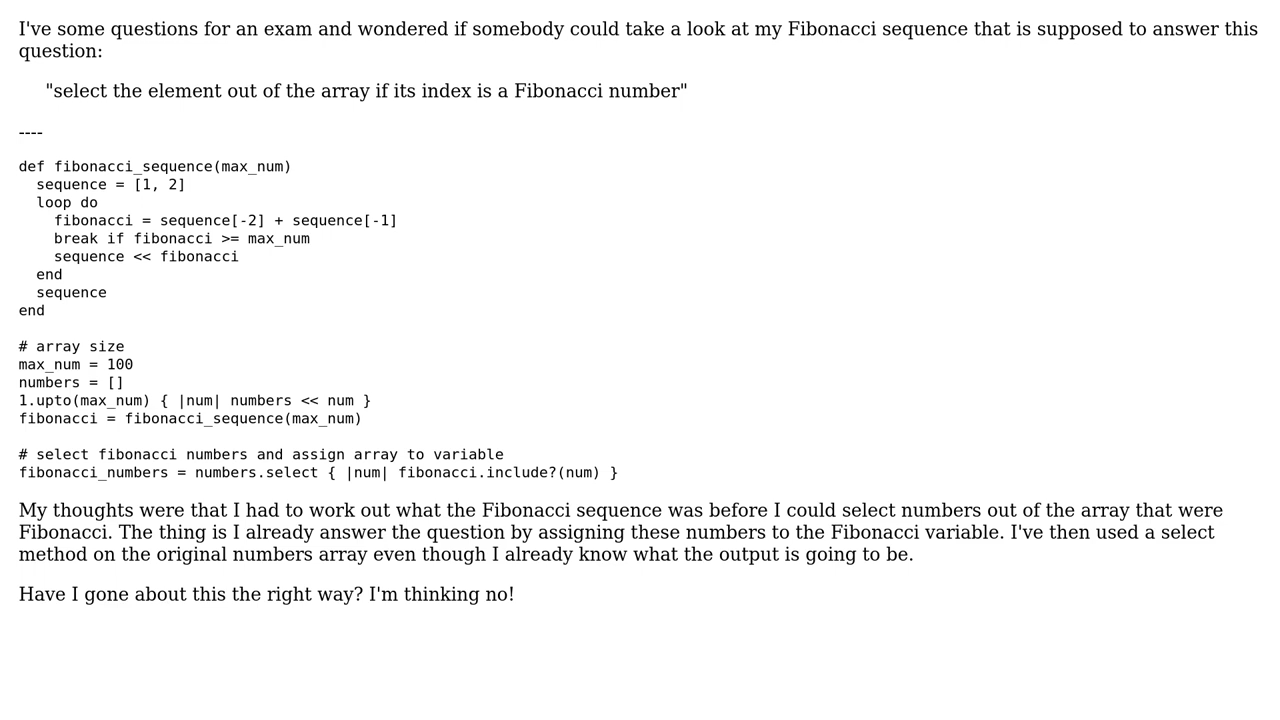 I've some questions for an exam and wondered if somebody could take a look at my Fibonacci sequence that is supposed to answer this
question:
"select the element out of the array if its index is a Fibonacci number"
----
def fibonacci_sequence(max_num)
  sequence = [1, 2]
  loop do
    fibonacci = sequence[-2] + sequence[-1]
    break if fibonacci >= max_num
    sequence << fibonacci
  end
  sequence
end

# array size
max_num = 100
numbers = []
1.upto(max_num) { |num| numbers << num }
fibonacci = fibonacci_sequence(max_num)

# select fibonacci numbers and assign array to variable
fibonacci_numbers = numbers.select { |num| fibonacci.include?(num) }
My thoughts were that I had to work out what the Fibonacci sequence was before I could select numbers out of the array that were
Fibonacci. The thing is I already answer the question by assigning these numbers to the Fibonacci variable. I've then used a select
method on the original numbers array even though I already know what the output is going to be.
Have I gone about this the right way? I'm thinking no!